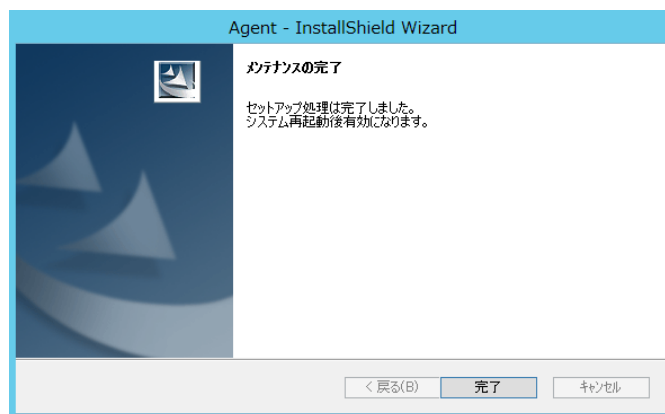 Agent - InstallShield Wizard
メンテナンスの完了
セットアップ処理は完了しました。
システム再起動後有効になります。
< 戻る(B)
完了
キャンセル